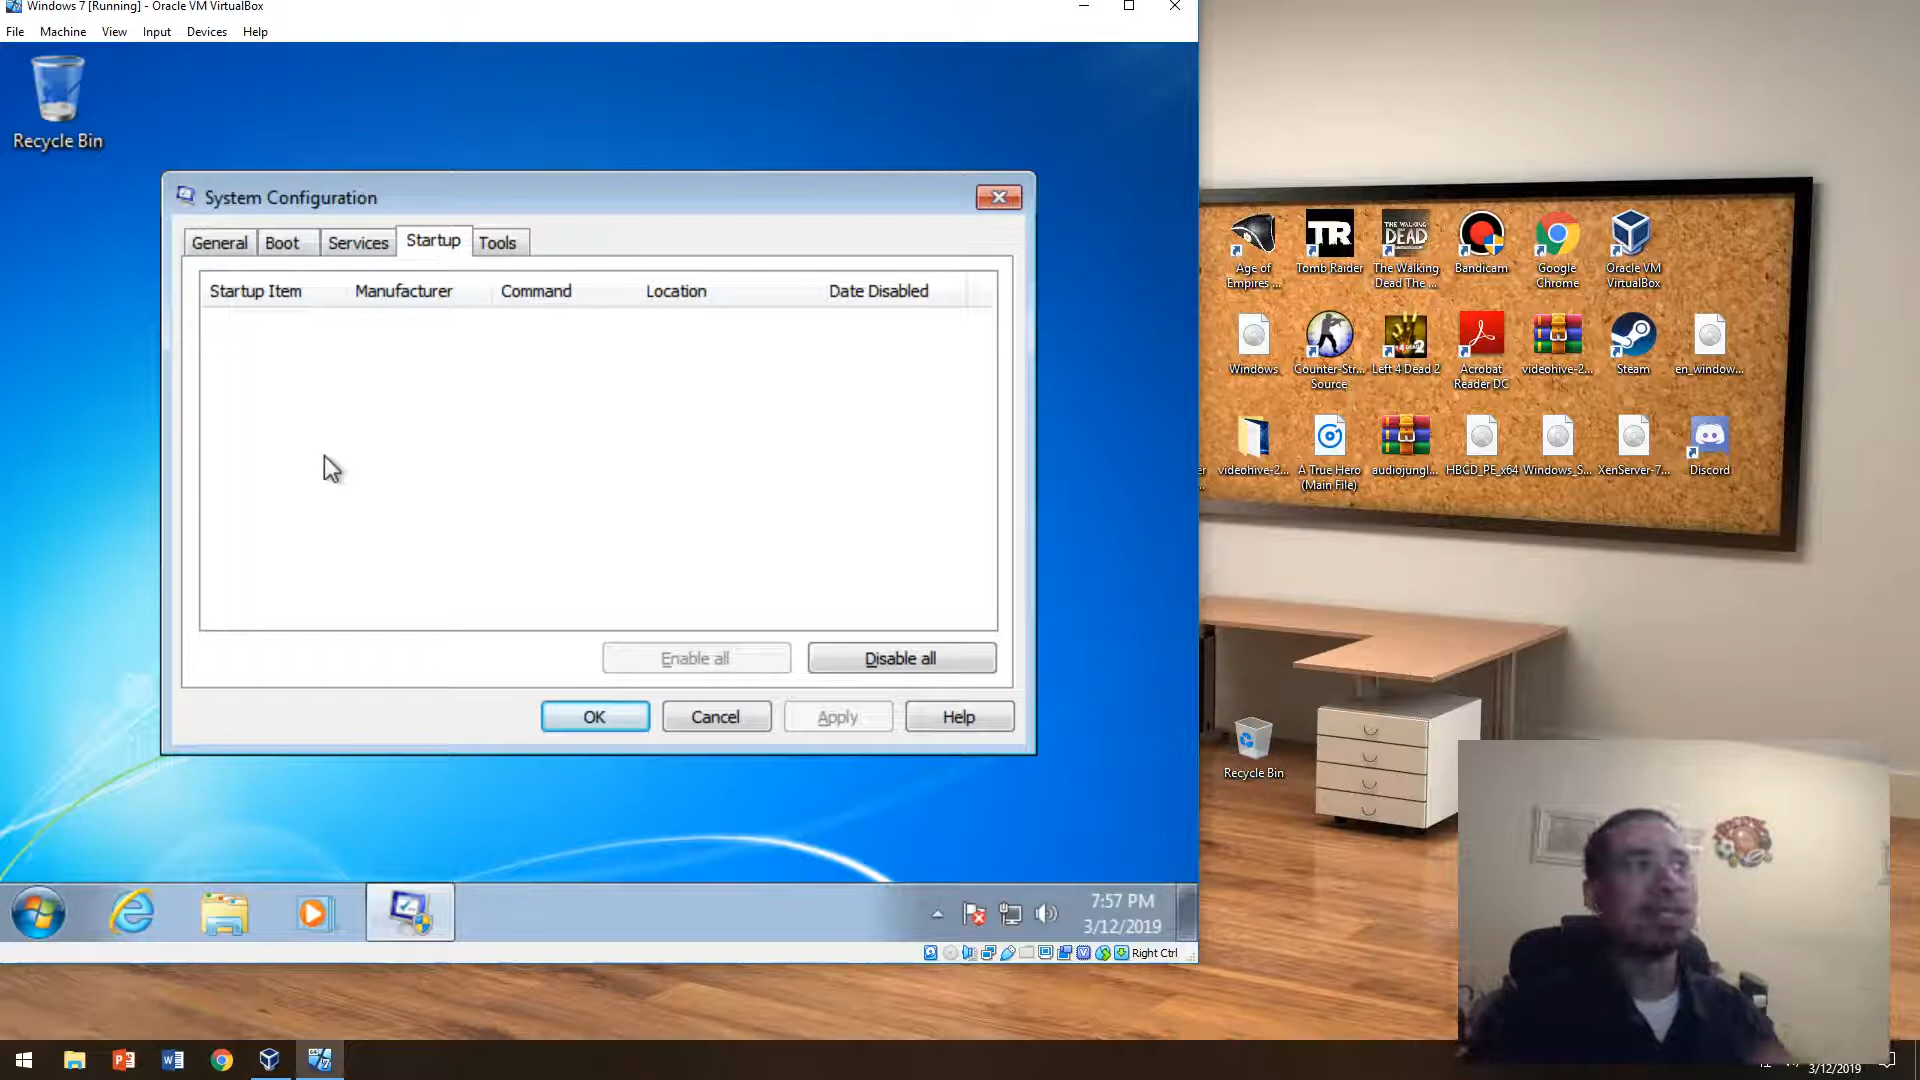 Windows 7 [Running] - Oracle VM VirtualBox
File Machine View Input Devices Help
Recycle Bin
System Configuration
General Boot Services Startup Tools
Startup Item Manufacturer Command Location Date Disabled
Enable all Disable all
OK Cancel Apply Help
7:57 PM
3/12/2019
Right Ctrl
Age of
Empires ...
Tomb Raider
The Walking
Dead The ...
Bandicam
Google
Chrome
Oracle VM
VirtualBox
Windows
Counter-Str...
Source
Left 4 Dead 2
Acrobat
Reader DC
videohive-2...
Steam
en_window...
videohive-2...
A True Hero
(Main File)
audiojungl...
HBCD_PE_x64
Windows_S...
XenServer-7...
Discord
TR
THE WALKING
DEAD
Recycle Bin
3/12/2019